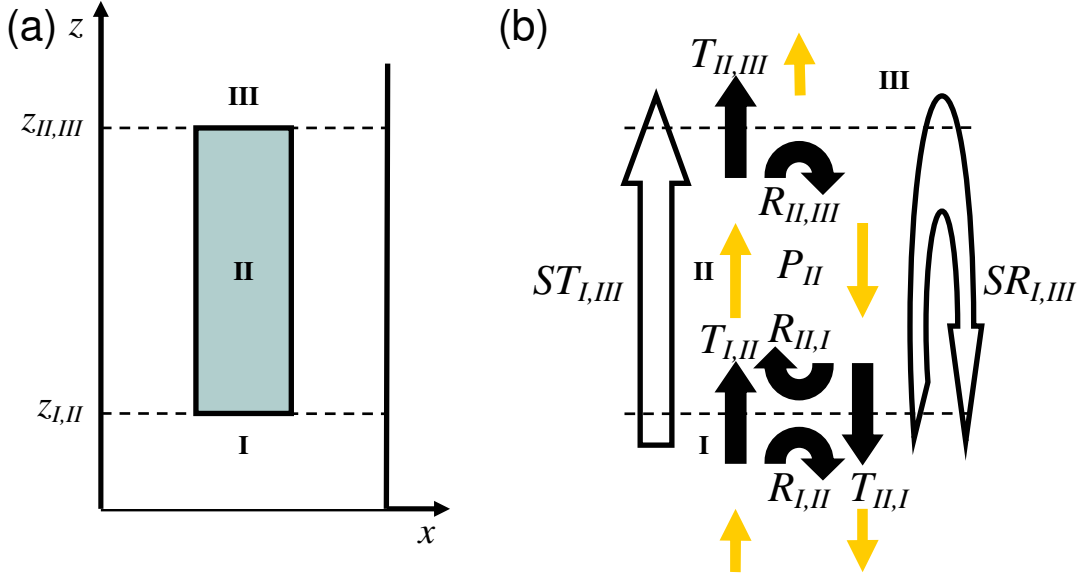 (a)
z
III
z_{II,III}
II
z_{I,II}
I
x
(b)
T_{II,III}
III
R_{II,III}
ST_{I,III}
II
P_{II}
SR_{I,III}
T_{I,II}
R_{II,I}
I
R_{I,II}
T_{II,I}